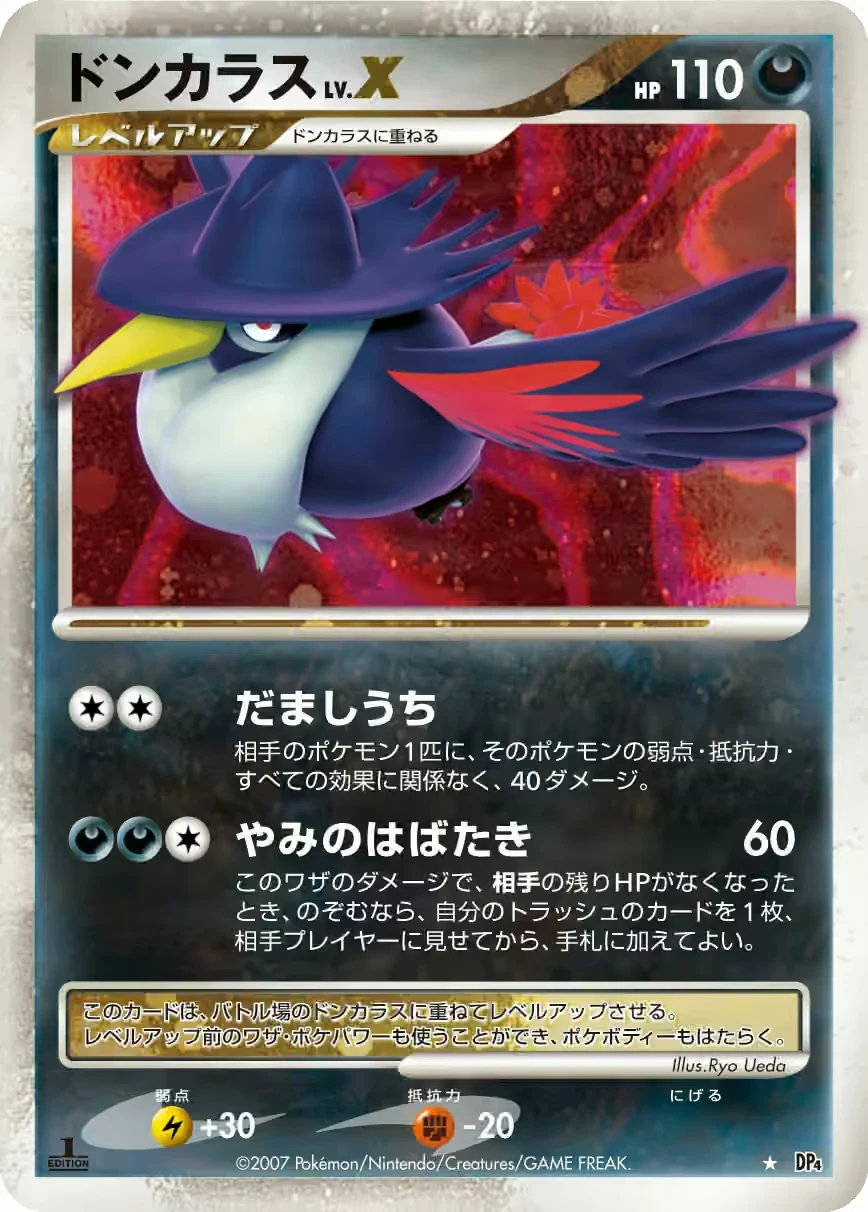 ドンカラス LV.X HP 110
レベルアップ ドンカラスに重ねる
だましうち
相手のポケモン1匹に、そのポケモンの弱点・抵抗力・
すべての効果に関係なく、40ダメージ。
やみのはばたき 60
このワザのダメージで、相手の残りHPがなくなった
とき、のぞむなら、自分のトラッシュのカードを1枚、
相手プレイヤーに見せてから、手札に加えてよい。
このカードは、バトル場のドンカラスに重ねてレベルアップさせる。
レベルアップ前のワザ・ポケパワーも使うことができ、ポケボディーもはたらく。
Illus.Ryo Ueda
弱点 抵抗力 にげる
+30 -20
1 EDITION ©2007 Pokémon/Nintendo/Creatures/GAME FREAK. ★ DP4